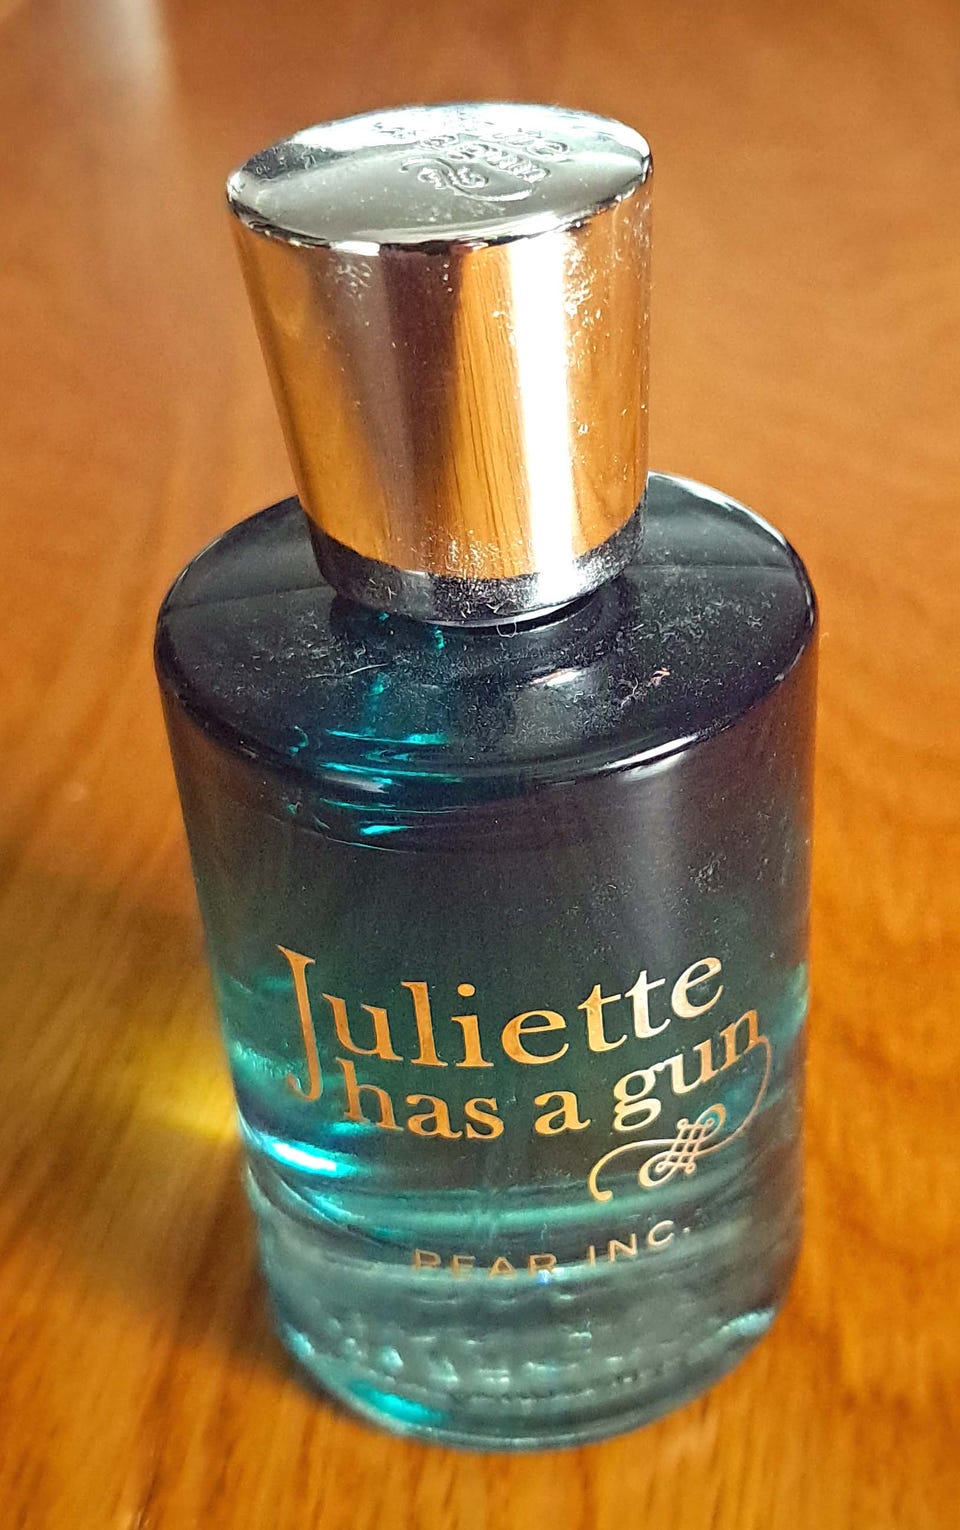 Juliette
has a gun
PEAR INC.